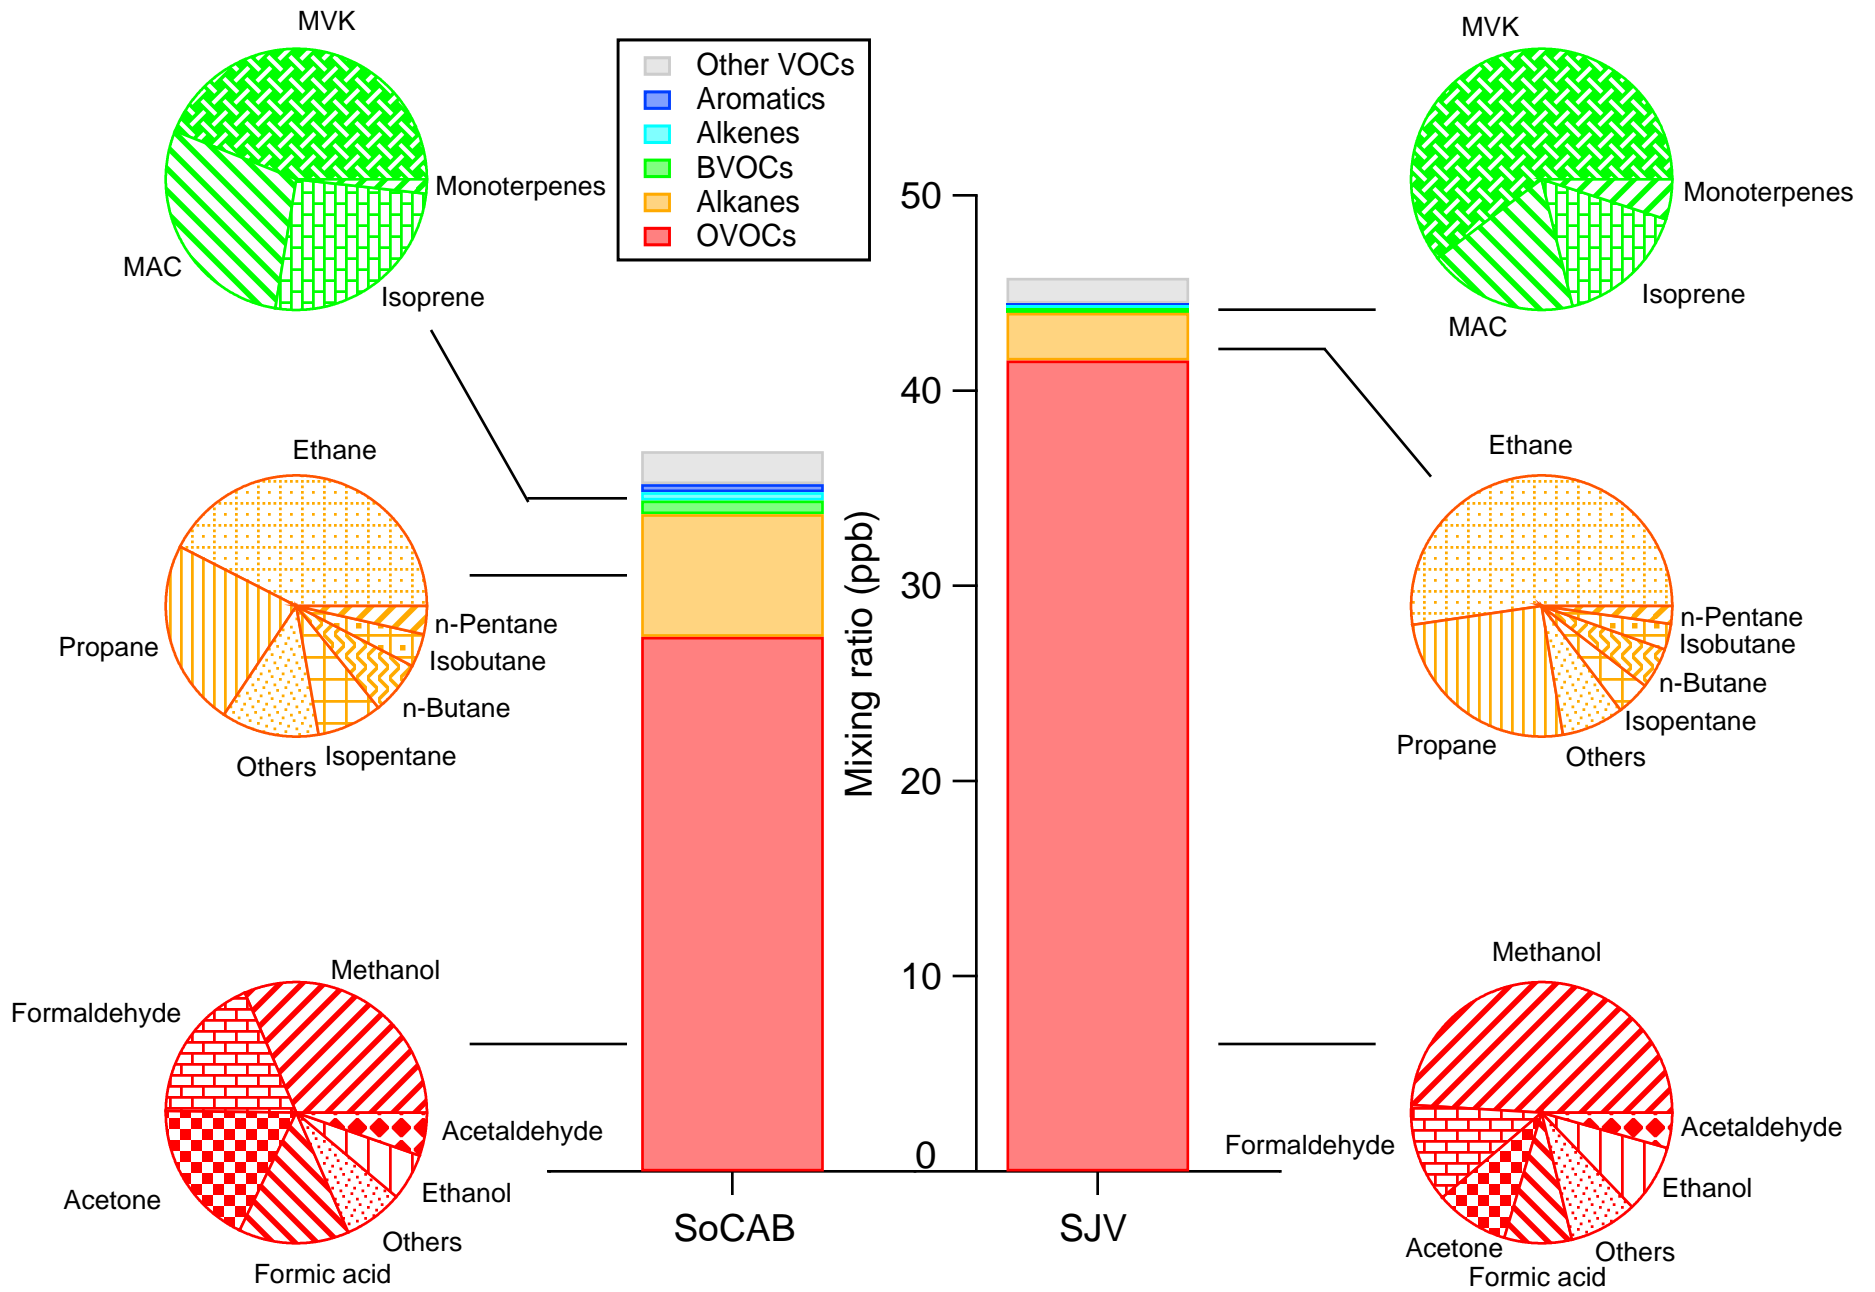 MVK
Monoterpenes
MAC
Isoprene
Other VOCs
Aromatics
Alkenes
BVOCs
Alkanes
OVOCs
MVK
Monoterpenes
Isoprene
MAC
Ethane
n-Pentane
Isobutane
n-Butane
Isopentane
Others
Propane
Mixing ratio (ppb)
50
40
30
20
10
0
Ethane
n-Pentane
Isobutane
n-Butane
Isopentane
Others
Propane
Methanol
Formaldehyde
Acetaldehyde
Ethanol
Acetone
Others
Formic acid
SoCAB
SJV
Methanol
Acetaldehyde
Formaldehyde
Ethanol
Acetone
Others
Formic acid